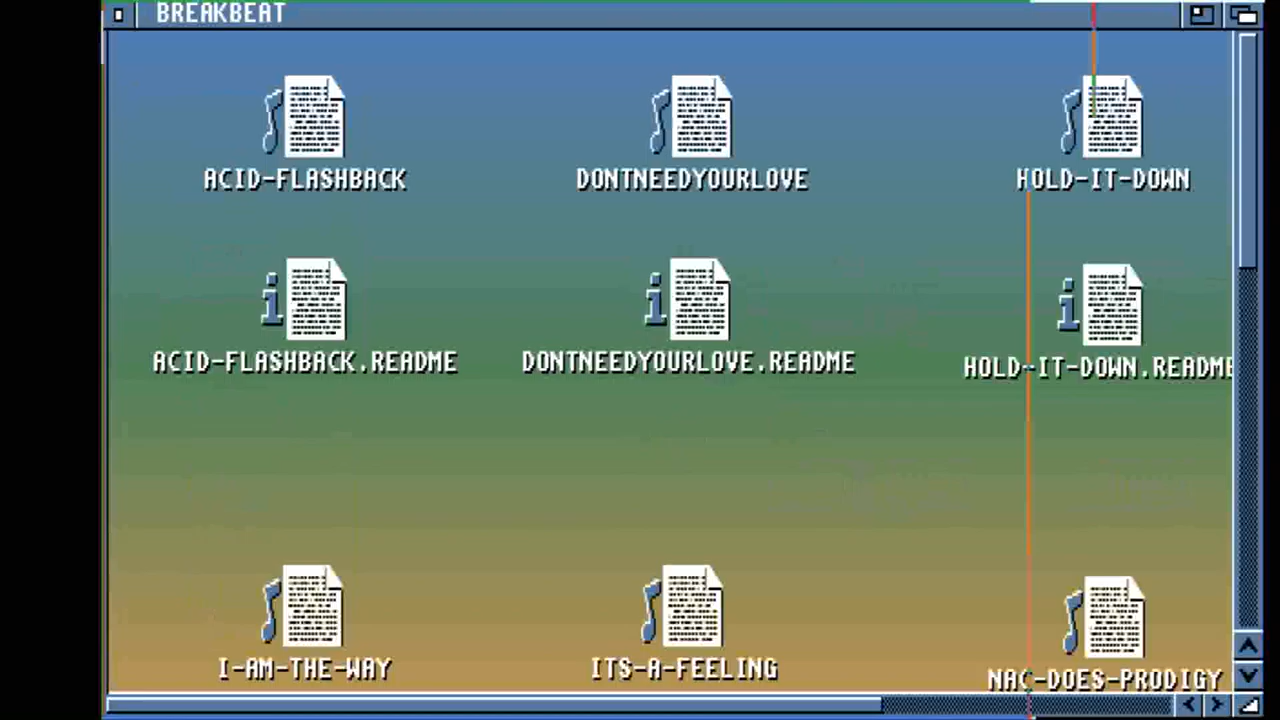 BREAKBEAT
ACID-FLASHBACK
DONTNEEDYOURLOVE
HOLD-IT-DOWN
ACID-FLASHBACK.README
DONTNEEDYOURLOVE.README
HOLD-IT-DOWN.README
I-AM-THE-WAY
ITS-A-FEELING
NAC-DOES-PRODIGY